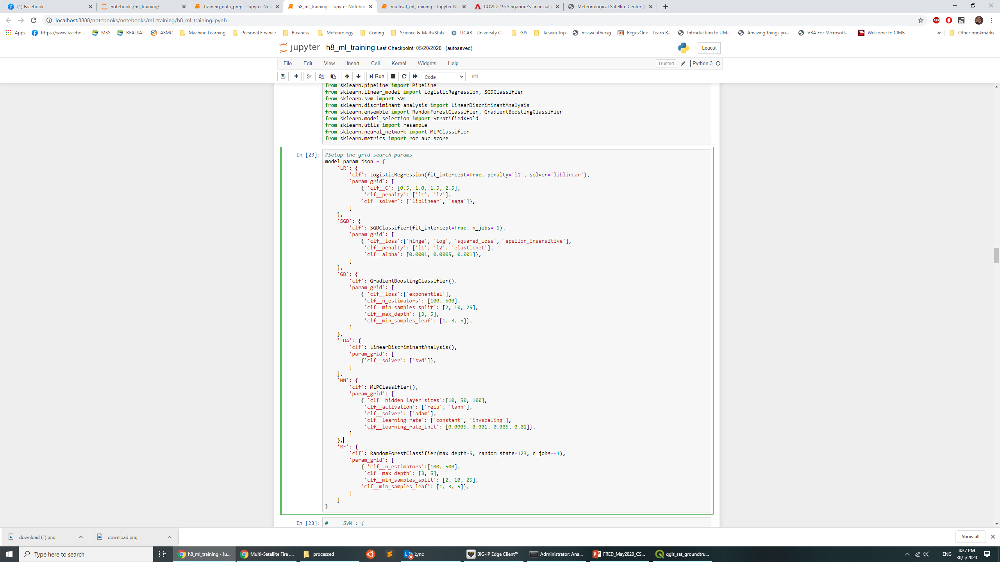 (1) Facebook
notebooks/ml_training/
training_data_prep - Jupyter Not
h8_ml_training - Jupyter Noteboo
multisat_ml_training - Jupyter No
COVID-19: Singapore's financial p
Meteorological Satellite Center (
localhost:8888/notebooks/notebooks/ml_training/h8_ml_training.ipynb
ABP
Se
Apps
https://www.facebo...
MSS
REALSAT
ASMC
Machine Learning
Personal Finance
Business
Meteorology
Coding
Science & Math/Stats
UCAR - University C...
GIS
Taiwan Trip
mssweathersg
RegexOne - Learn R...
Introduction to UM...
Amazing things yo...
VBA For Microsoft...
Welcome to CIMB
»
Other bookmarks
jupyter h8_ml_training Last Checkpoint: 05/20/2020 (autosaved)
Logout
File Edit View Insert Cell Kernel Widgets Help
Trusted
Python 3
Run
Code
from sklearn.pipeline import Pipeline
from sklearn.linear_model import LogisticRegression, SGDClassifier
from sklearn.svm import SVC
from sklearn.discriminant_analysis import LinearDiscriminantAnalysis
from sklearn.ensemble import RandomForestClassifier, GradientBoostingClassifier
from sklearn.model_selection import StratifiedKFold
from sklearn.utils import resample
from sklearn.neural_network import MLPClassifier
from sklearn.metrics import roc_auc_score
In [23]: #Setup the grid search params
model_param_json = {
'LR': {
'clf': LogisticRegression(fit_intercept=True, penalty='l1', solver='liblinear'),
'param_grid': [
{ 'clf__C': [0.5, 1.0, 1.5, 2.5],
'clf__penalty': ['l1', 'l2'],
'clf__solver': ['liblinear', 'saga']},
]
},
'SGD': {
'clf': SGDClassifier(fit_intercept=True, n_jobs=-1),
'param_grid': [
{ 'clf__loss':['hinge', 'log', 'squared_loss', 'epsilon_insensitive'],
'clf__penalty': ['l1', 'l2', 'elasticnet'],
'clf__alpha': [0.0001, 0.0005, 0.001]},
]
},
'GB': {
'clf': GradientBoostingClassifier(),
'param_grid': [
{ 'clf__loss':['exponential'],
'clf__n_estimators': [100, 500],
'clf__min_samples_split': [2, 10, 25],
'clf__max_depth': [3, 5],
'clf__min_samples_leaf': [1, 3, 5]},
]
},
'LDA': {
'clf': LinearDiscriminantAnalysis(),
'param_grid': [
{'clf__solver': ['svd']},
]
},
'NN': {
'clf': MLPClassifier(),
'param_grid': [
{ 'clf__hidden_layer_sizes':[10, 50, 100],
'clf__activation': ['relu', 'tanh'],
'clf__solver': ['adam'],
'clf__learning_rate': ['constant', 'invscaling'],
'clf__learning_rate_init': [0.0005, 0.001, 0.005, 0.01]},
]
},
'RF': {
'clf': RandomForestClassifier(max_depth=5, random_state=123, n_jobs=-1),
'param_grid': [
{ 'clf__n_estimators':[100, 500],
'clf__max_depth': [3, 5],
'clf__min_samples_split': [2, 10, 25],
'clf__min_samples_leaf': [1, 3, 5]},
]
}
}
In [23]: # 'SVM': {
download (1).png
download.png
Show all
Type here to search
h8_ml_training - Ju...
Multi-Satellite Fire ....
processed
Lync
BIG-IP Edge Client™
Administrator: Ana...
FRED_May2020_CS...
qgis_sat_groundtru...
ENG
4:37 PM
30/5/2020